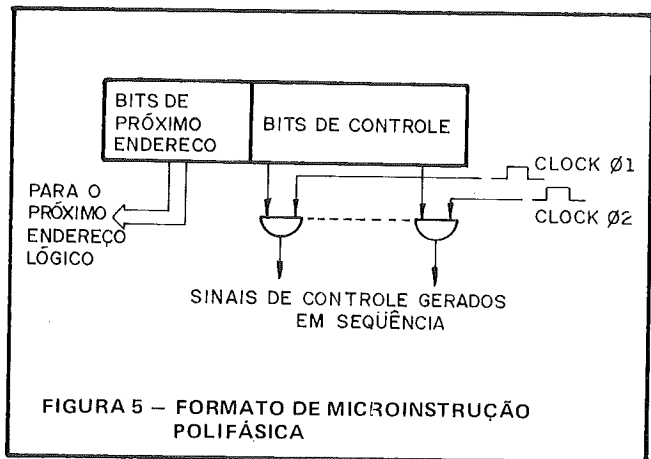 BITS DE
PRÓXIMO
ENDERECO
BITS DE CONTROLE
CLOCK Ø1
CLOCK Ø2
PARA O
PRÓXIMO
ENDEREÇO
LÓGICO
SINAIS DE CONTROLE GERADOS
EM SEQÜÊNCIA
FIGURA 5 – FORMATO DE MICROINSTRUÇÃO
POLIFÁSICA